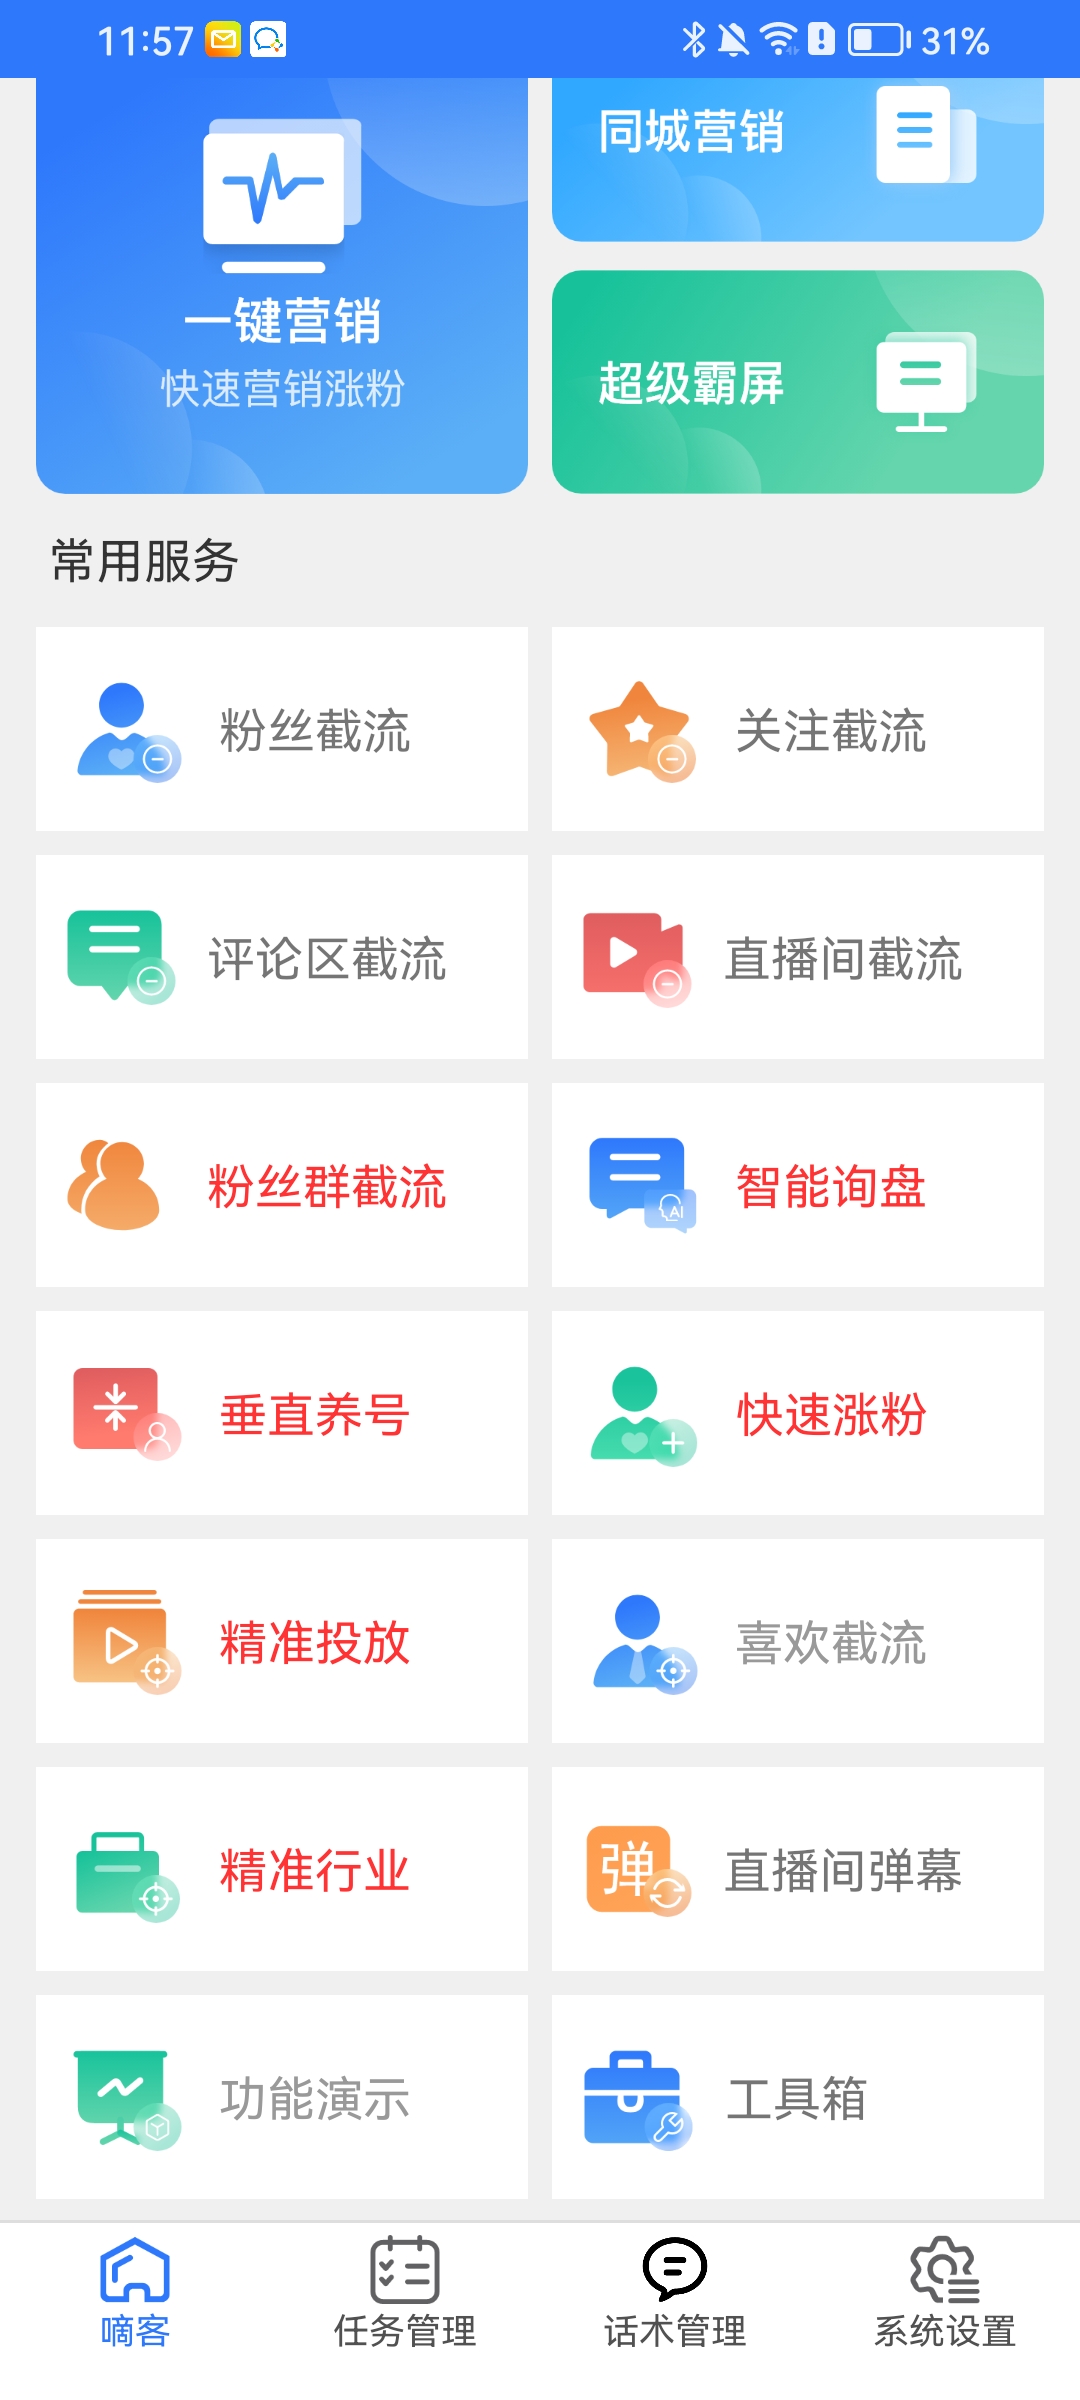 11:57
31%
同城营销
一键营销
快速营销涨粉
超级霸屏
常用服务
粉丝截流
关注截流
评论区截流
直播间截流
粉丝群截流
智能询盘
AI
垂直养号
快速涨粉
精准投放
喜欢截流
精准行业
弹
直播间弹幕
功能演示
工具箱
嘀客
任务管理
话术管理
系统设置